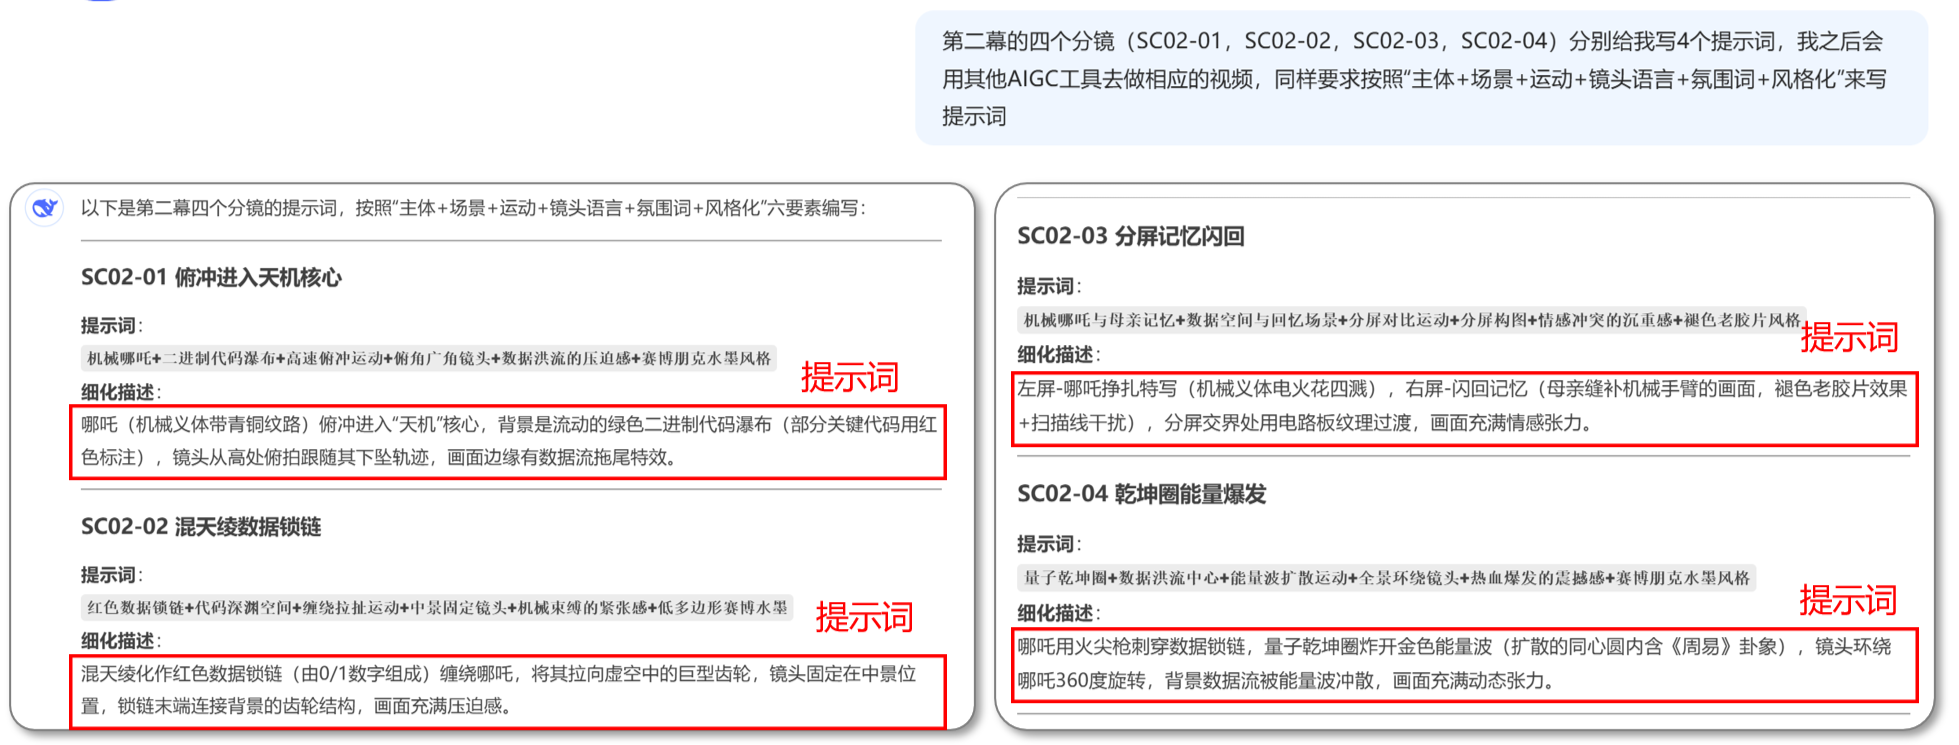 第二幕的四个分镜（SC02-01，SC02-02，SC02-03，SC02-04）分别给我写4个提示词，我之后会
用其他AIGC工具去做相应的视频，同样要求按照“主体+场景+运动+镜头语言+氛围词+风格化”来写
提示词
以下是第二幕四个分镜的提示词，按照“主体+场景+运动+镜头语言+氛围词+风格化”六要素编写：
SC02-01 俯冲进入天机核心
提示词：
机械哪吒+二进制代码瀑布+高速俯冲运动+俯角广角镜头+数据洪流的压迫感+赛博朋克水墨风格
提示词
细化描述：
哪吒（机械义体带青铜纹路）俯冲进入“天机”核心，背景是流动的绿色二进制代码瀑布（部分关键代码用红
色标注），镜头从高处俯拍跟随其下坠轨迹，画面边缘有数据流拖尾特效。
SC02-02 混天绫数据锁链
提示词：
红色数据锁链+代码深渊空间+缠绕拉扯运动+中景固定镜头+机械束缚的紧张感+低多边形赛博水墨
提示词
细化描述：
混天绫化作红色数据锁链（由0/1数字组成）缠绕哪吒，将其拉向虚空中的巨型齿轮，镜头固定在中景位
置，锁链末端连接背景的齿轮结构，画面充满压迫感。
SC02-03 分屏记忆闪回
提示词：
机械哪吒与母亲记忆+数据空间与回忆场景+分屏对比运动+分屏构图+情感冲突的沉重感+褪色老胶片风格
提示词
细化描述：
左屏-哪吒挣扎特写（机械义体电火花四溅），右屏-闪回记忆（母亲缝补机械手臂的画面，褪色老胶片效果
+扫描线干扰），分屏交界处用电路板纹理过渡，画面充满情感张力。
SC02-04 乾坤圈能量爆发
提示词：
量子乾坤圈+数据洪流中心+能量波扩散运动+全景环绕镜头+热血爆发的震撼感+赛博朋克水墨风格
提示词
细化描述：
哪吒用火尖枪刺穿数据锁链，量子乾坤圈炸开金色能量波（扩散的同心圆内含《周易》卦象），镜头环绕
哪吒360度旋转，背景数据流被能量波冲散，画面充满动态张力。